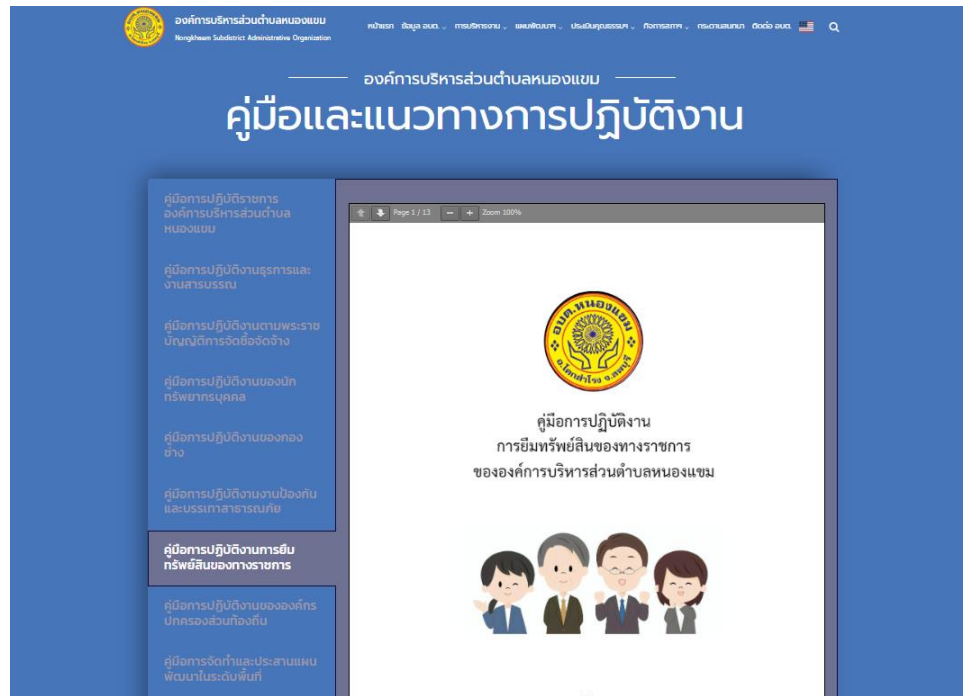 องค์การบริหารส่วนตำบลหนองแขม
Nongkhaem Subdistrict Administrative Organization
หน้าแรก ข้อมูล อบต. การบริหารงาน แผนพัฒนาฯ ประเมินคุณธรรมฯ กิจการสภาฯ กระดานสนทนา ติดต่อ อบต.
องค์การบริหารส่วนตำบลหนองแขม
คู่มือและแนวทางการปฏิบัติงาน
คู่มือการปฏิบัติราชการ
องค์การบริหารส่วนตำบล
หนองแขม
คู่มือการปฏิบัติงานธุรการและ
งานสารบรรณ
คู่มือการปฏิบัติงานตามพระราช
บัญญัติการจัดซื้อจัดจ้าง
คู่มือการปฏิบัติงานของนัก
ทรัพยากรบุคคล
คู่มือการปฏิบัติงานของกอง
ช่าง
คู่มือการปฏิบัติงานงานป้องกัน
และบรรเทาสาธารณภัย
คู่มือการปฏิบัติงานการยืม
ทรัพย์สินของทางราชการ
คู่มือการปฏิบัติงานขององค์กร
ปกครองส่วนท้องถิ่น
คู่มือการจัดทำและประสานแผน
พัฒนาในระดับพื้นที่
Page 1 / 13 Zoom 100%
อบต.หนองแขม
อ.โคกสำโรง จ.ลพบุรี
คู่มือการปฏิบัติงาน
การยืมทรัพย์สินของทางราชการ
ขององค์การบริหารส่วนตำบลหนองแขม